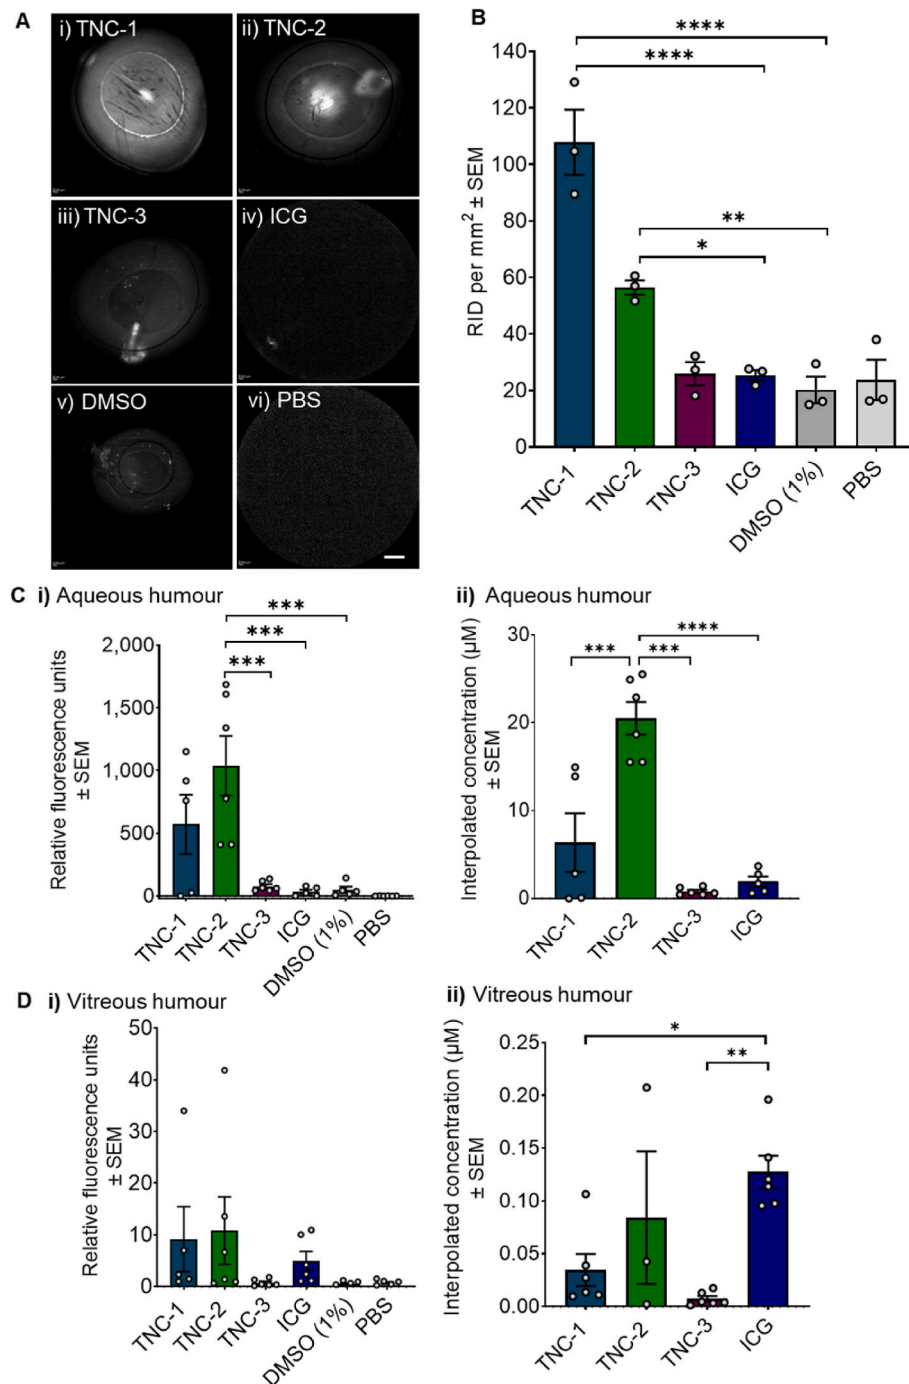 A
i) TNC-1
ii) TNC-2
iii) TNC-3
iv) ICG
v) DMSO
vi) PBS
B
RID per mm² ± SEM
140
120
100
80
60
40
20
0
****
****
**
*
TNC-1
TNC-2
TNC-3
ICG
DMSO (1%)
PBS
C i) Aqueous humour
Relative fluorescence units
± SEM
2,000
1,500
1,000
500
0
***
***
***
TNC-1
TNC-2
TNC-3
ICG
DMSO (1%)
PBS
ii) Aqueous humour
Interpolated concentration (µM)
± SEM
30
20
10
0
****
*** ***
TNC-1
TNC-2
TNC-3
ICG
D i) Vitreous humour
Relative fluorescence units
± SEM
50
40
30
20
10
0
TNC-1
TNC-2
TNC-3
ICG
DMSO (1%)
PBS
ii) Vitreous humour
Interpolated concentration (µM)
± SEM
0.25
0.20
0.15
0.10
0.05
0.00
*
**
TNC-1
TNC-2
TNC-3
ICG